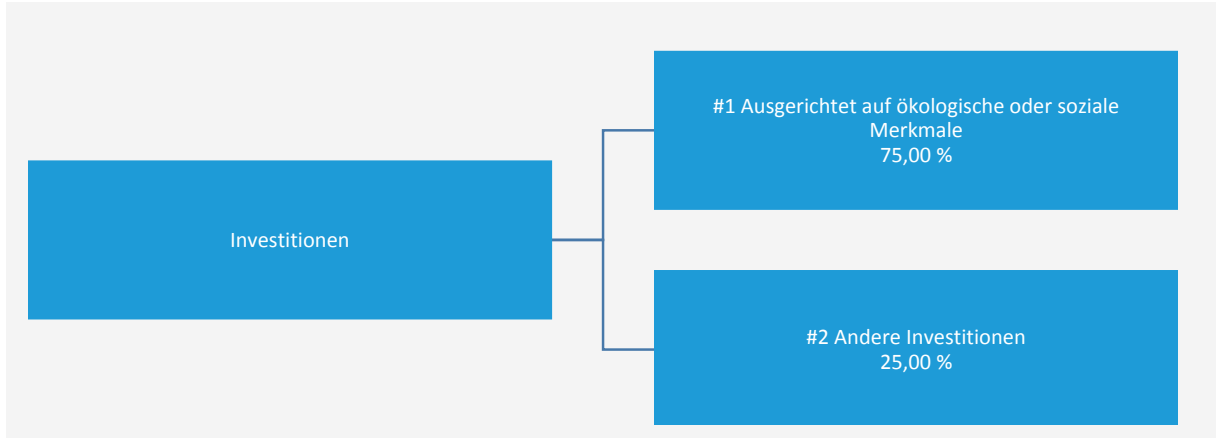 Investitionen
#1 Ausgerichtet auf ökologische oder soziale
Merkmale
75,00 %
#2 Andere Investitionen
25,00 %